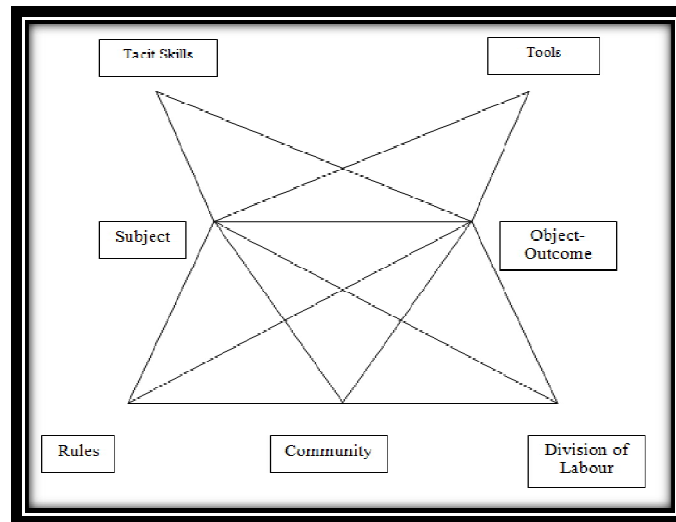 Tacit Skills
Tools
Subject
Object-
Outcome
Rules
Community
Division of
Labour